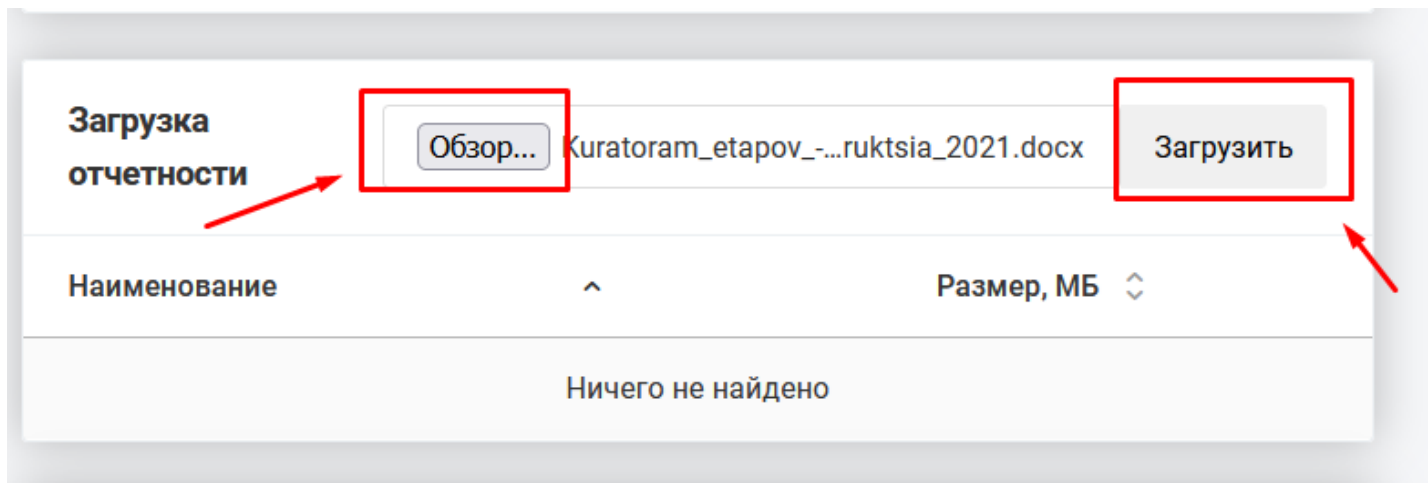 Загрузка
отчетности
Обзор... Kuratoram_etapov_-...ruktsia_2021.docx Загрузить
Наименование Размер, МБ
Ничего не найдено